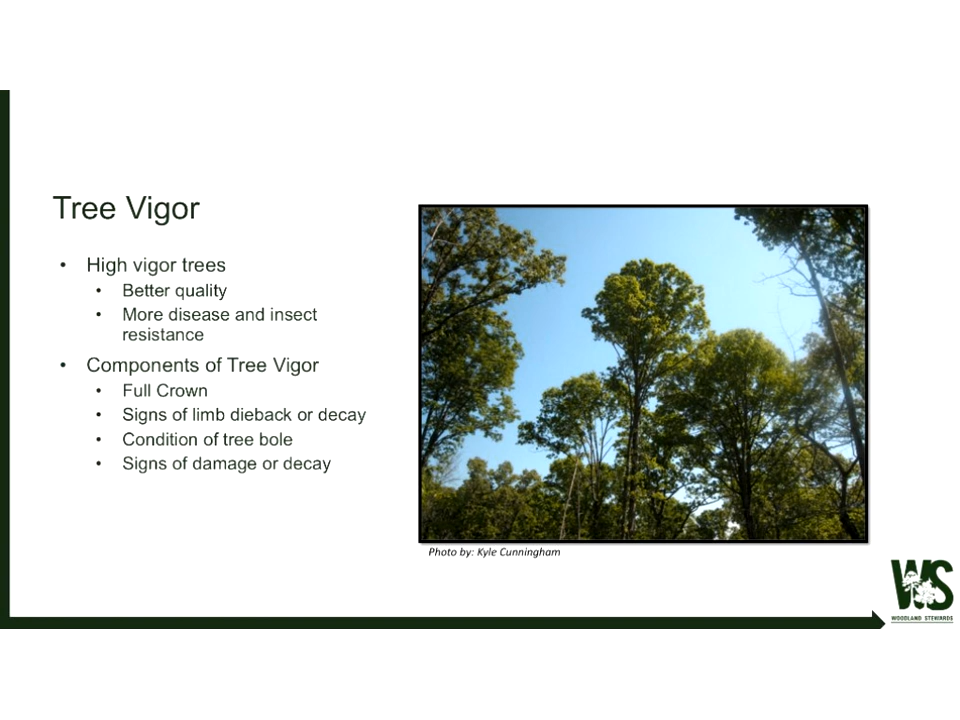 Tree Vigor
• High vigor trees
• Better quality
• More disease and insect
resistance
• Components of Tree Vigor
• Full Crown
• Signs of limb dieback or decay
• Condition of tree bole
• Signs of damage or decay
Photo by: Kyle Cunningham
WS
WOODLAND STEWARDS